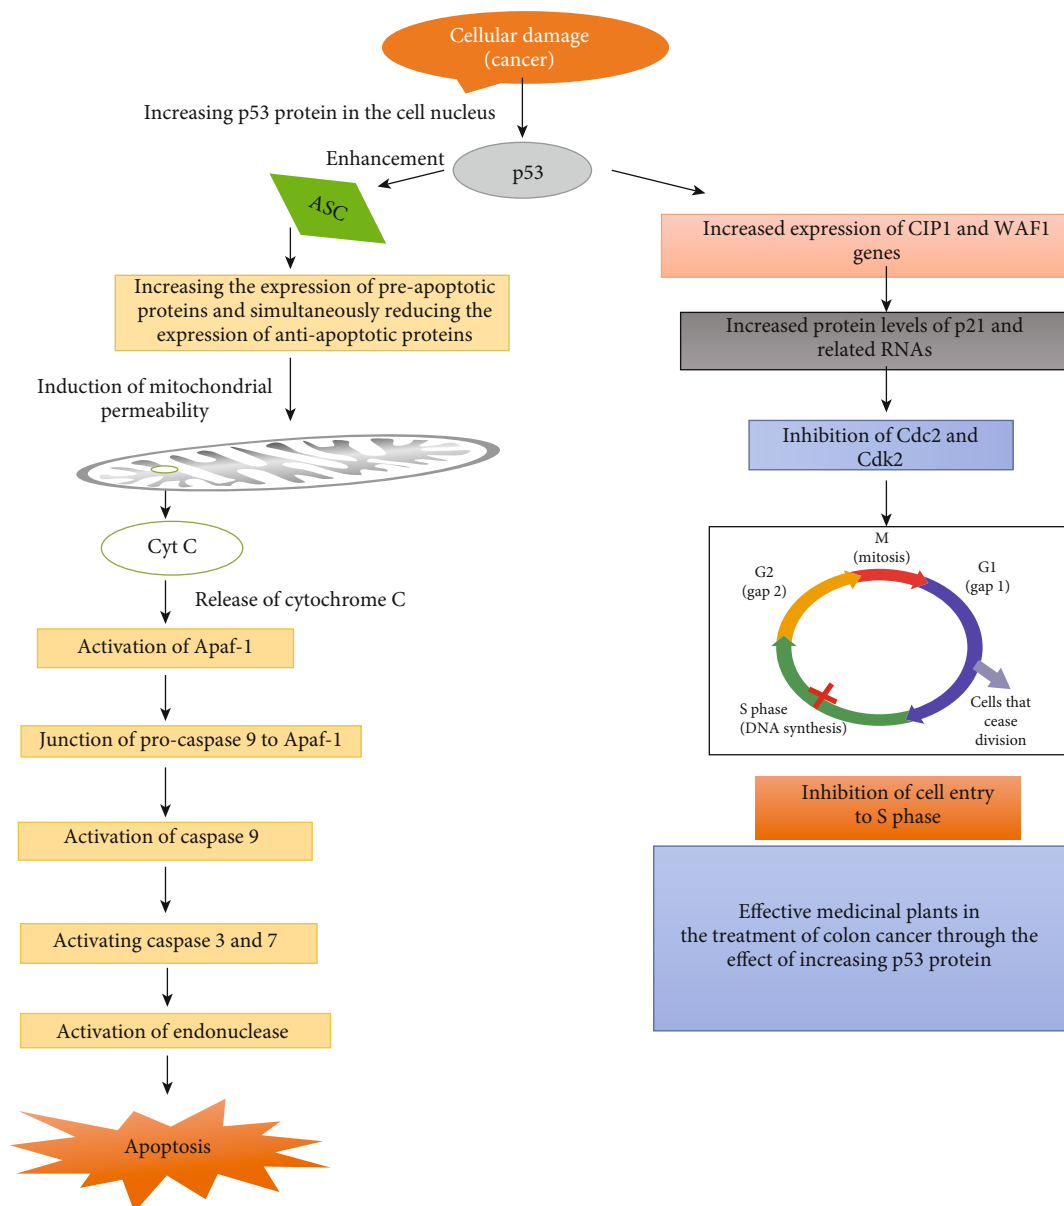 Cellular damage
(cancer)
Increasing p53 protein in the cell nucleus
Enhancement
p53
ASC
Increasing the expression of pre-apoptotic
proteins and simultaneously reducing the
expression of anti-apoptotic proteins
Induction of mitochondrial
permeability
Cyt C
Release of cytochrome C
Activation of Apaf-1
Junction of pro-caspase 9 to Apaf-1
Activation of caspase 9
Activating caspase 3 and 7
Activation of endonuclease
Apoptosis
Increased expression of CIP1 and WAF1
genes
Increased protein levels of p21 and
related RNAs
Inhibition of Cdc2 and
Cdk2
M
(mitosis)
G2
(gap 2)
G1
(gap 1)
S phase
(DNA synthesis)
Cells that
cease
division
Inhibition of cell entry
to S phase
Effective medicinal plants in
the treatment of colon cancer through the
effect of increasing p53 protein